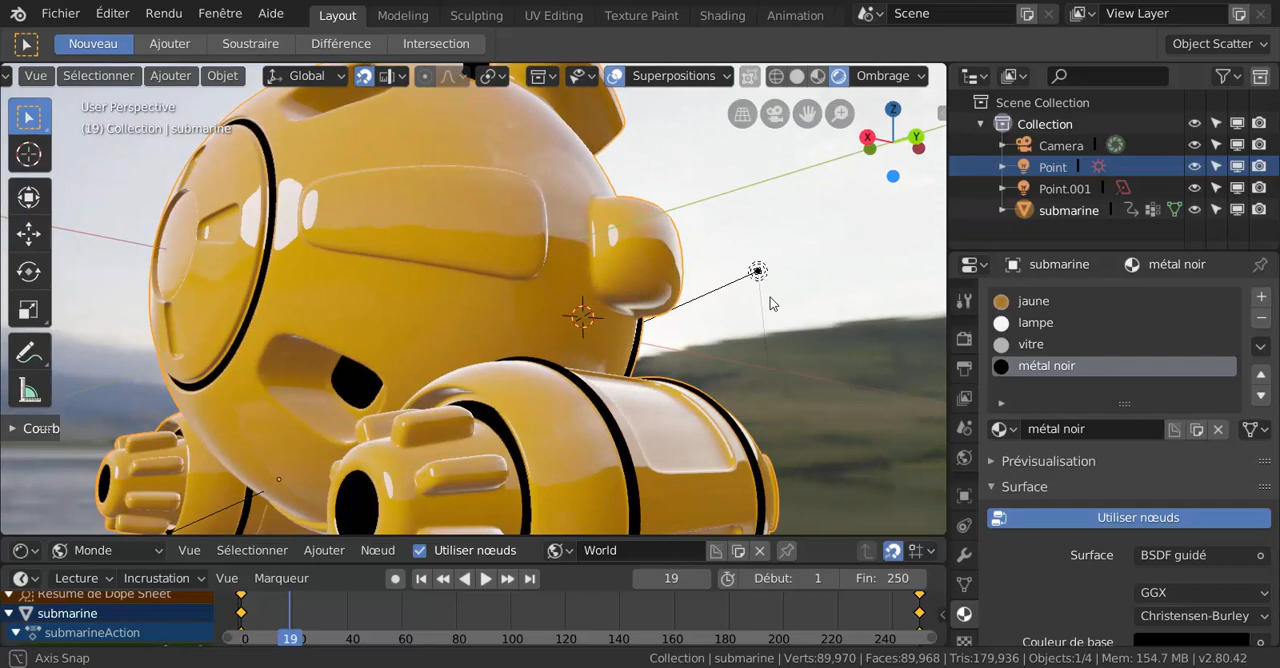 Fichier Éditer Rendu Fenêtre Aide Layout Modeling Sculpting UV Editing Texture Paint Shading Animation Scene View Layer
Nouveau Ajouter Soustraire Différence Intersection Object Scatter
Vue Sélectionner Ajouter Objet Global Superpositions Ombrage
User Perspective
(19) Collection | submarine
Z
X
Y
Scene Collection
Collection
Camera
Point
Point.001
submarine
submarine métal noir
jaune
lampe
vitre
métal noir
métal noir
Prévisualisation
Surface
Utiliser nœuds
Surface BSDF guidé
GGX
Christensen-Burley
Couleur de base
Monde Vue Sélectionner Ajouter Nœud Utiliser nœuds World
Lecture Incrustation Vue Marqueur 19 Début: 1 Fin: 250
Résumé de Dope Sheet
submarine
submarineAction
0 19 40 60 80 100 120 140 160 180 200 220 240
Axis Snap Collection | submarine | Verts:89,970 | Faces:89,968 | Tris:179,936 | Objects:1/4 | Mem: 154.7 MB | v2.80.42